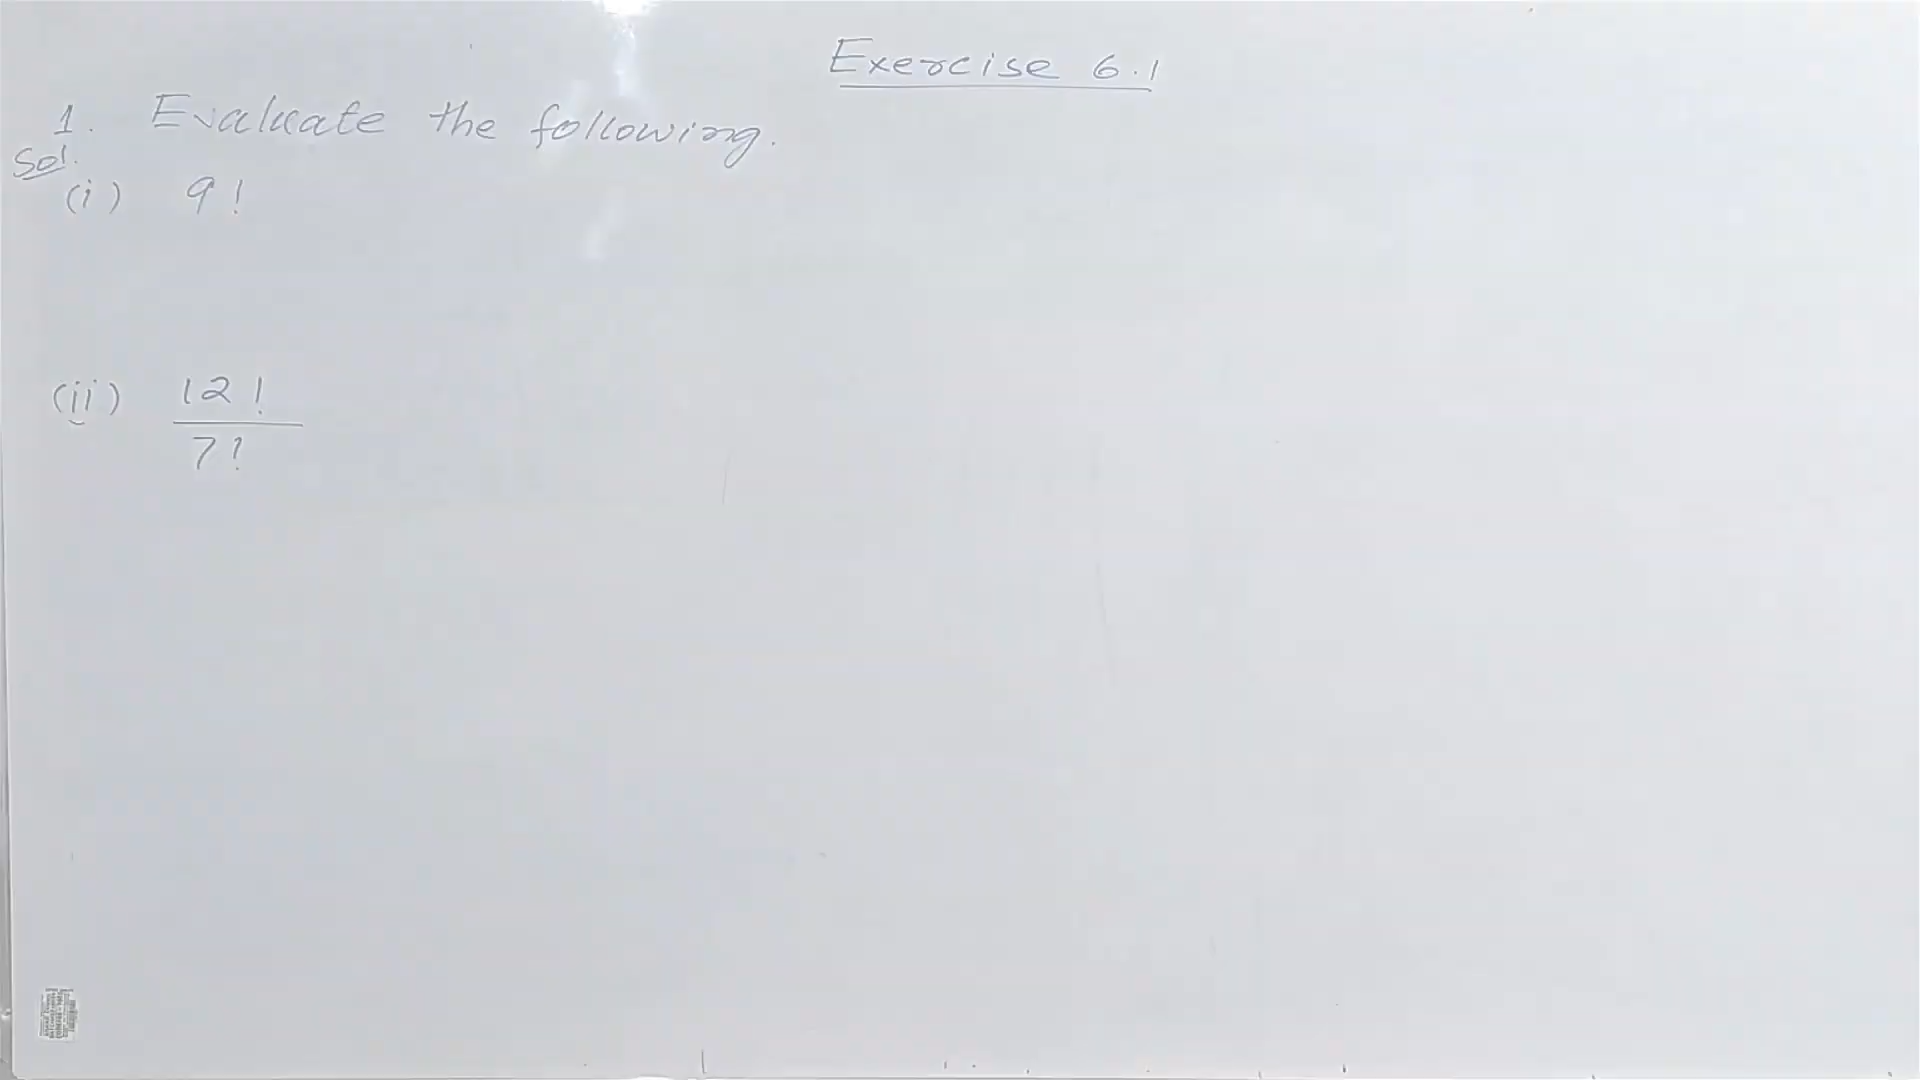 Exercise 6.1
1. Evaluate the following.
Sol.
(i) 9!
(ii) 12!
7!